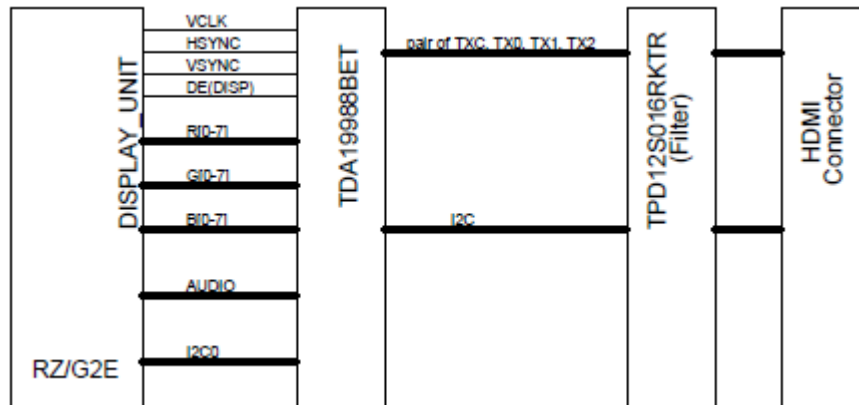 VCLK
HSYNC
VSYNC
DE(DISP)
R[0-7]
G[0-7]
B[0-7]
AUDIO
I2C0
DISPLAY_UNIT
RZ/G2E
TDA19988BET
pair of TXC, TX0, TX1, TX2
I2C
TPD12S016RKTR
(Filter)
HDMI
Connector